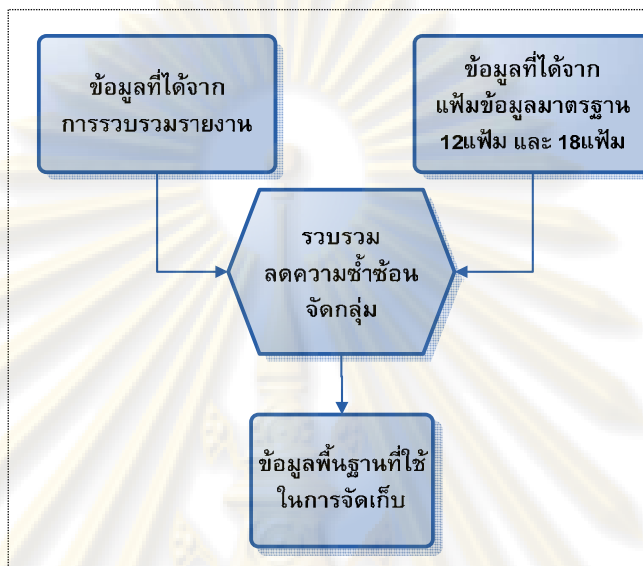 ข้อมูลที่ได้จาก
การรวบรวมรายงาน
ข้อมูลที่ได้จาก
แฟ้มข้อมูลมาตรฐาน
12แฟ้ม และ 18แฟ้ม
รวบรวม
ลดความซ้ำซ้อน
จัดกลุ่ม
ข้อมูลพื้นฐานที่ใช้
ในการจัดเก็บ